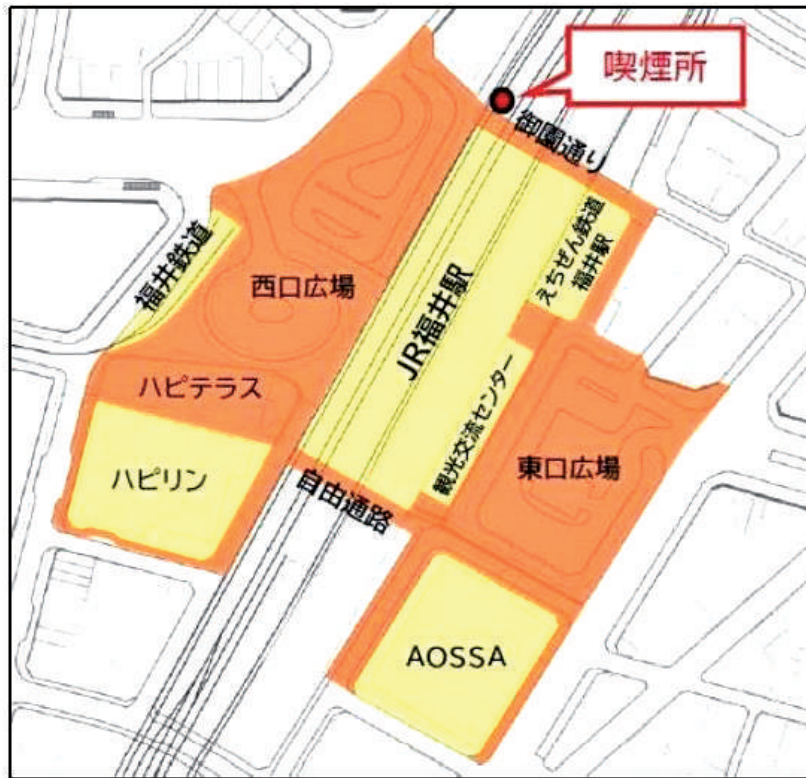 喫煙所
御園通り
福井鉄道
西口広場
えちぜん鉄道
福井駅
JR福井駅
ハピテラス
観光交流センター
ハピリン
自由通路
東口広場
AOSSA